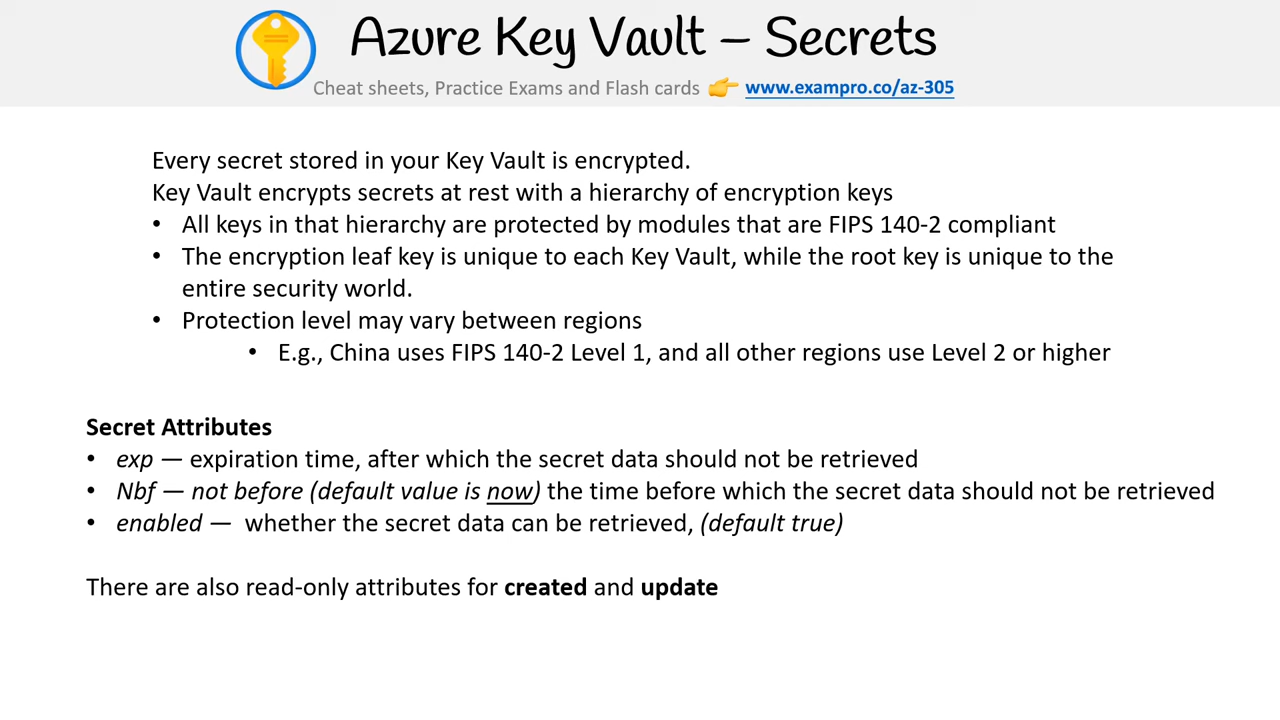 Azure Key Vault – Secrets
Cheat sheets, Practice Exams and Flash cards 👉 www.exampro.co/az-305
Every secret stored in your Key Vault is encrypted.
Key Vault encrypts secrets at rest with a hierarchy of encryption keys
• All keys in that hierarchy are protected by modules that are FIPS 140-2 compliant
• The encryption leaf key is unique to each Key Vault, while the root key is unique to the
entire security world.
• Protection level may vary between regions
• E.g., China uses FIPS 140-2 Level 1, and all other regions use Level 2 or higher
Secret Attributes
• exp — expiration time, after which the secret data should not be retrieved
• Nbf — not before (default value is now) the time before which the secret data should not be retrieved
• enabled — whether the secret data can be retrieved, (default true)
There are also read-only attributes for created and update